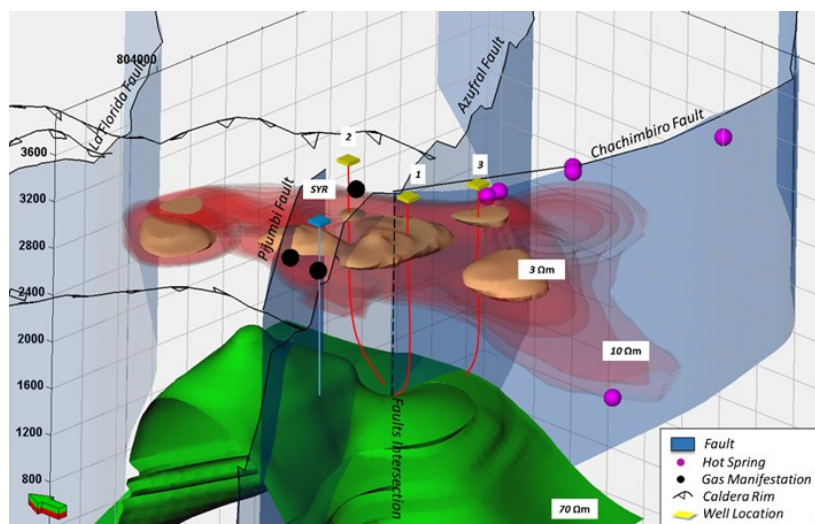 804000
La Florida Fault
Azufral Fault
Chachimbiro Fault
3600
3200
2800
2400
2000
1600
1200
800
2
1
3
SYR
Pijumbi Fault
3 Ωm
10 Ωm
Faults Intersection
70 Ωm
Fault
Hot Spring
Gas Manifestation
Caldera Rim
Well Location